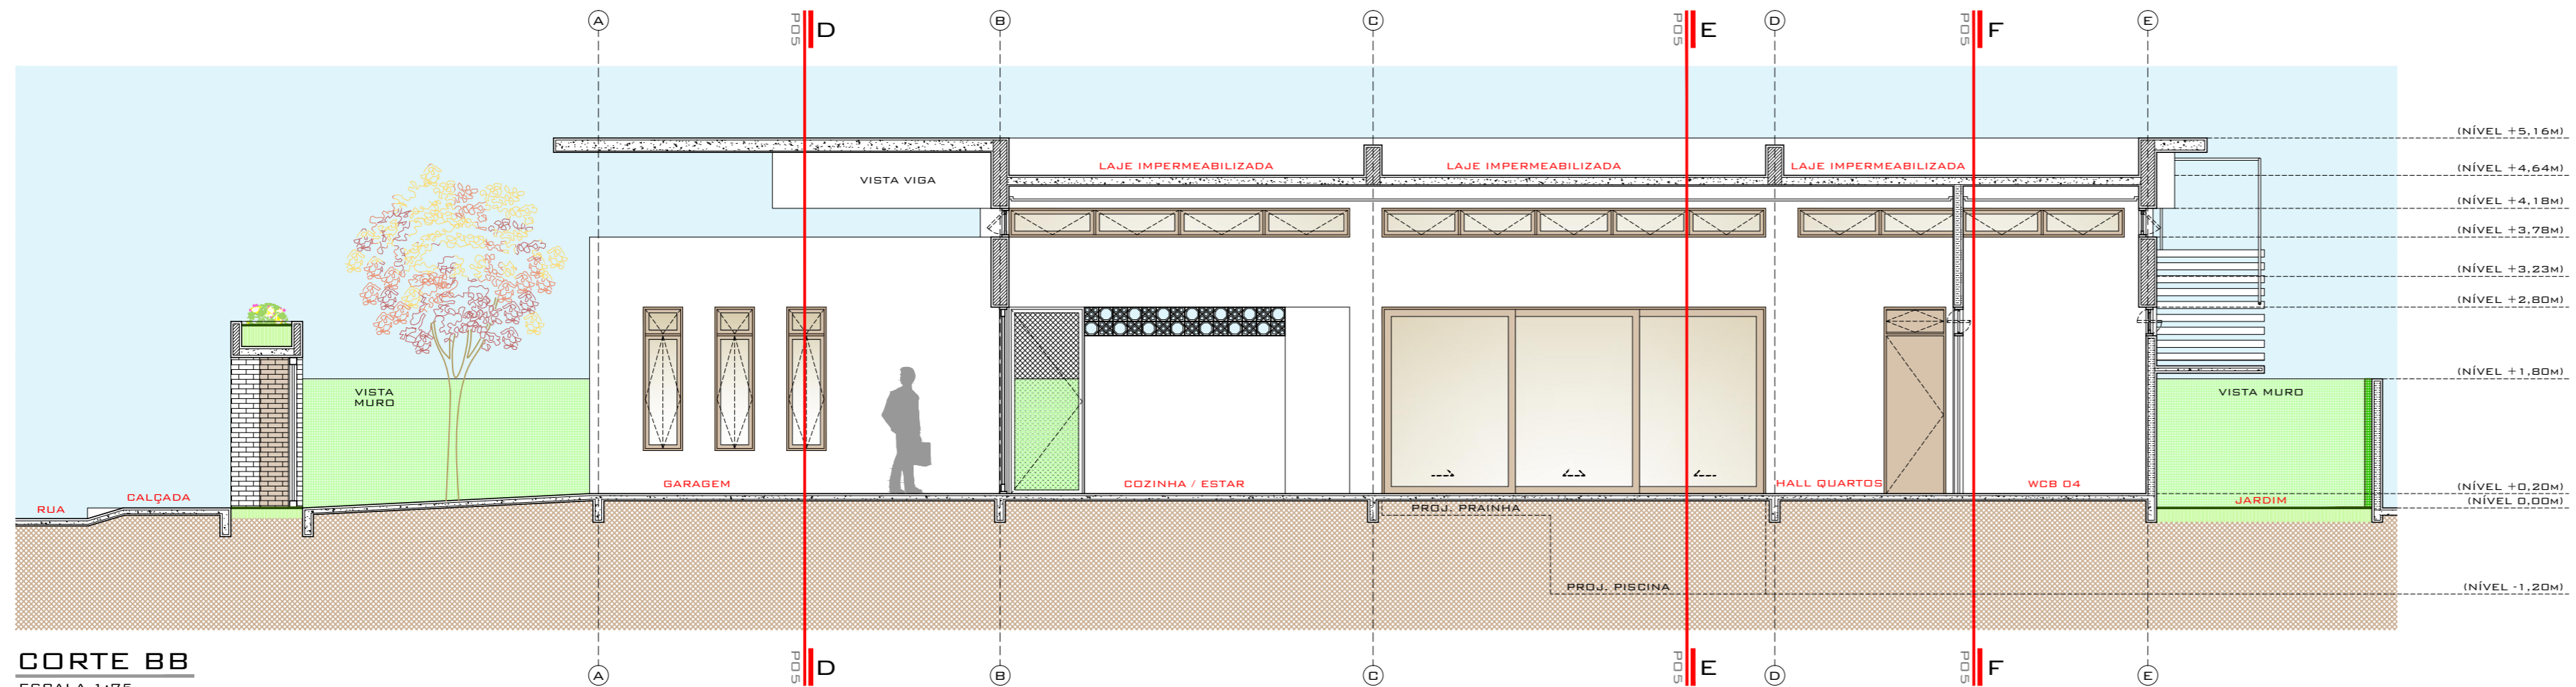 A
P05
D
B
C
P05
E
D
P05
F
E
(NÍVEL +5,16M)
LAJE IMPERMEABILIZADA
LAJE IMPERMEABILIZADA
LAJE IMPERMEABILIZADA
(NÍVEL +4,64M)
VISTA VIGA
(NÍVEL +4,18M)
(NÍVEL +3,78M)
(NÍVEL +3,23M)
(NÍVEL +2,80M)
(NÍVEL +1,80M)
VISTA
MURO
VISTA MURO
GARAGEM
COZINHA / ESTAR
HALL QUARTOS
WCB 04
(NÍVEL +0,20M)
RUA
CALÇADA
JARDIM
(NÍVEL 0,00M)
PROJ. PRAINHA
PROJ. PISCINA
(NÍVEL -1,20M)
CORTE BB
ESCALA 1:75
A
P05
D
B
C
P05
E
D
P05
F
E